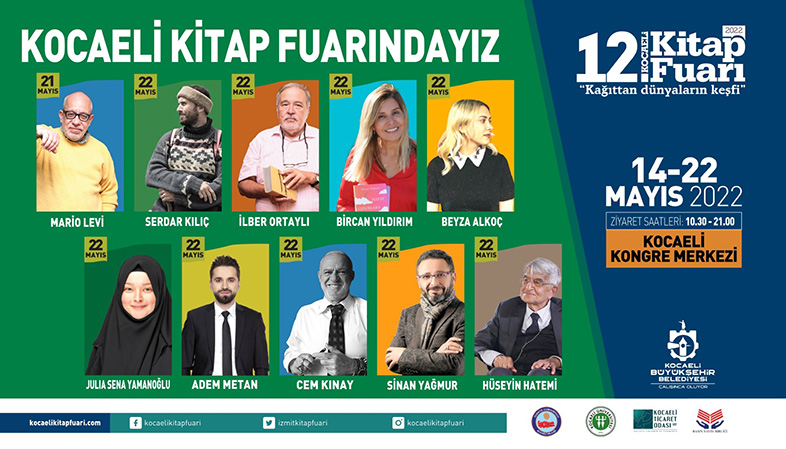 KOCAELİ KİTAP FUARINDAYIZ
21 MAYIS
MARIO LEVİ
22 MAYIS
SERDAR KILIÇ
22 MAYIS
İLBER ORTAYLI
22 MAYIS
BİRCAN YILDIRIM
22 MAYIS
BEYZA ALKOÇ
22 MAYIS
JULIA SENA YAMANOĞLU
22 MAYIS
ADEM METAN
22 MAYIS
CEM KINAY
22 MAYIS
SİNAN YAĞMUR
22 MAYIS
HÜSEYİN HATEMİ
12. KOCAELİ Kitap Fuarı 2022
“Kağıttan dünyaların keşfi”
14-22
MAYIS 2022
ZİYARET SAATLERİ: 10.30 - 21.00
KOCAELİ
KONGRE MERKEZİ
KOCAELİ
BÜYÜKŞEHİR
BELEDİYESİ
ÇALIŞINCA OLUYOR
kocaelikitapfuari.com
kocaelikitapfuari
izmitkitapfuari
kocaelikitapfuari
KOCAELİ
TİCARET
ODASI